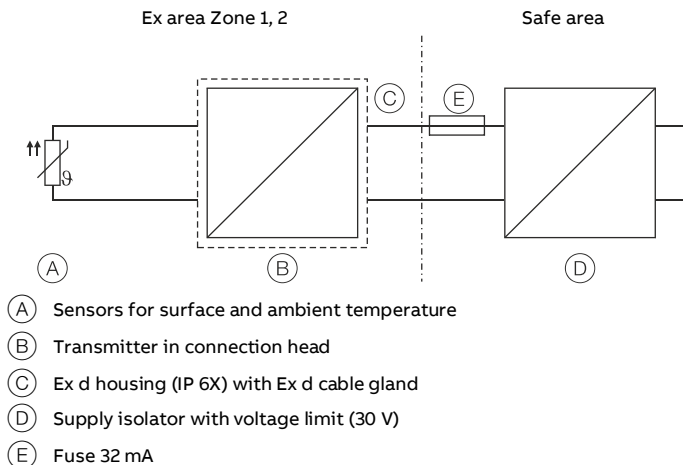 Ex area Zone 1, 2
Safe area
C
E
ϑ
A
B
D
A Sensors for surface and ambient temperature
B Transmitter in connection head
C Ex d housing (IP 6X) with Ex d cable gland
D Supply isolator with voltage limit (30 V)
E Fuse 32 mA